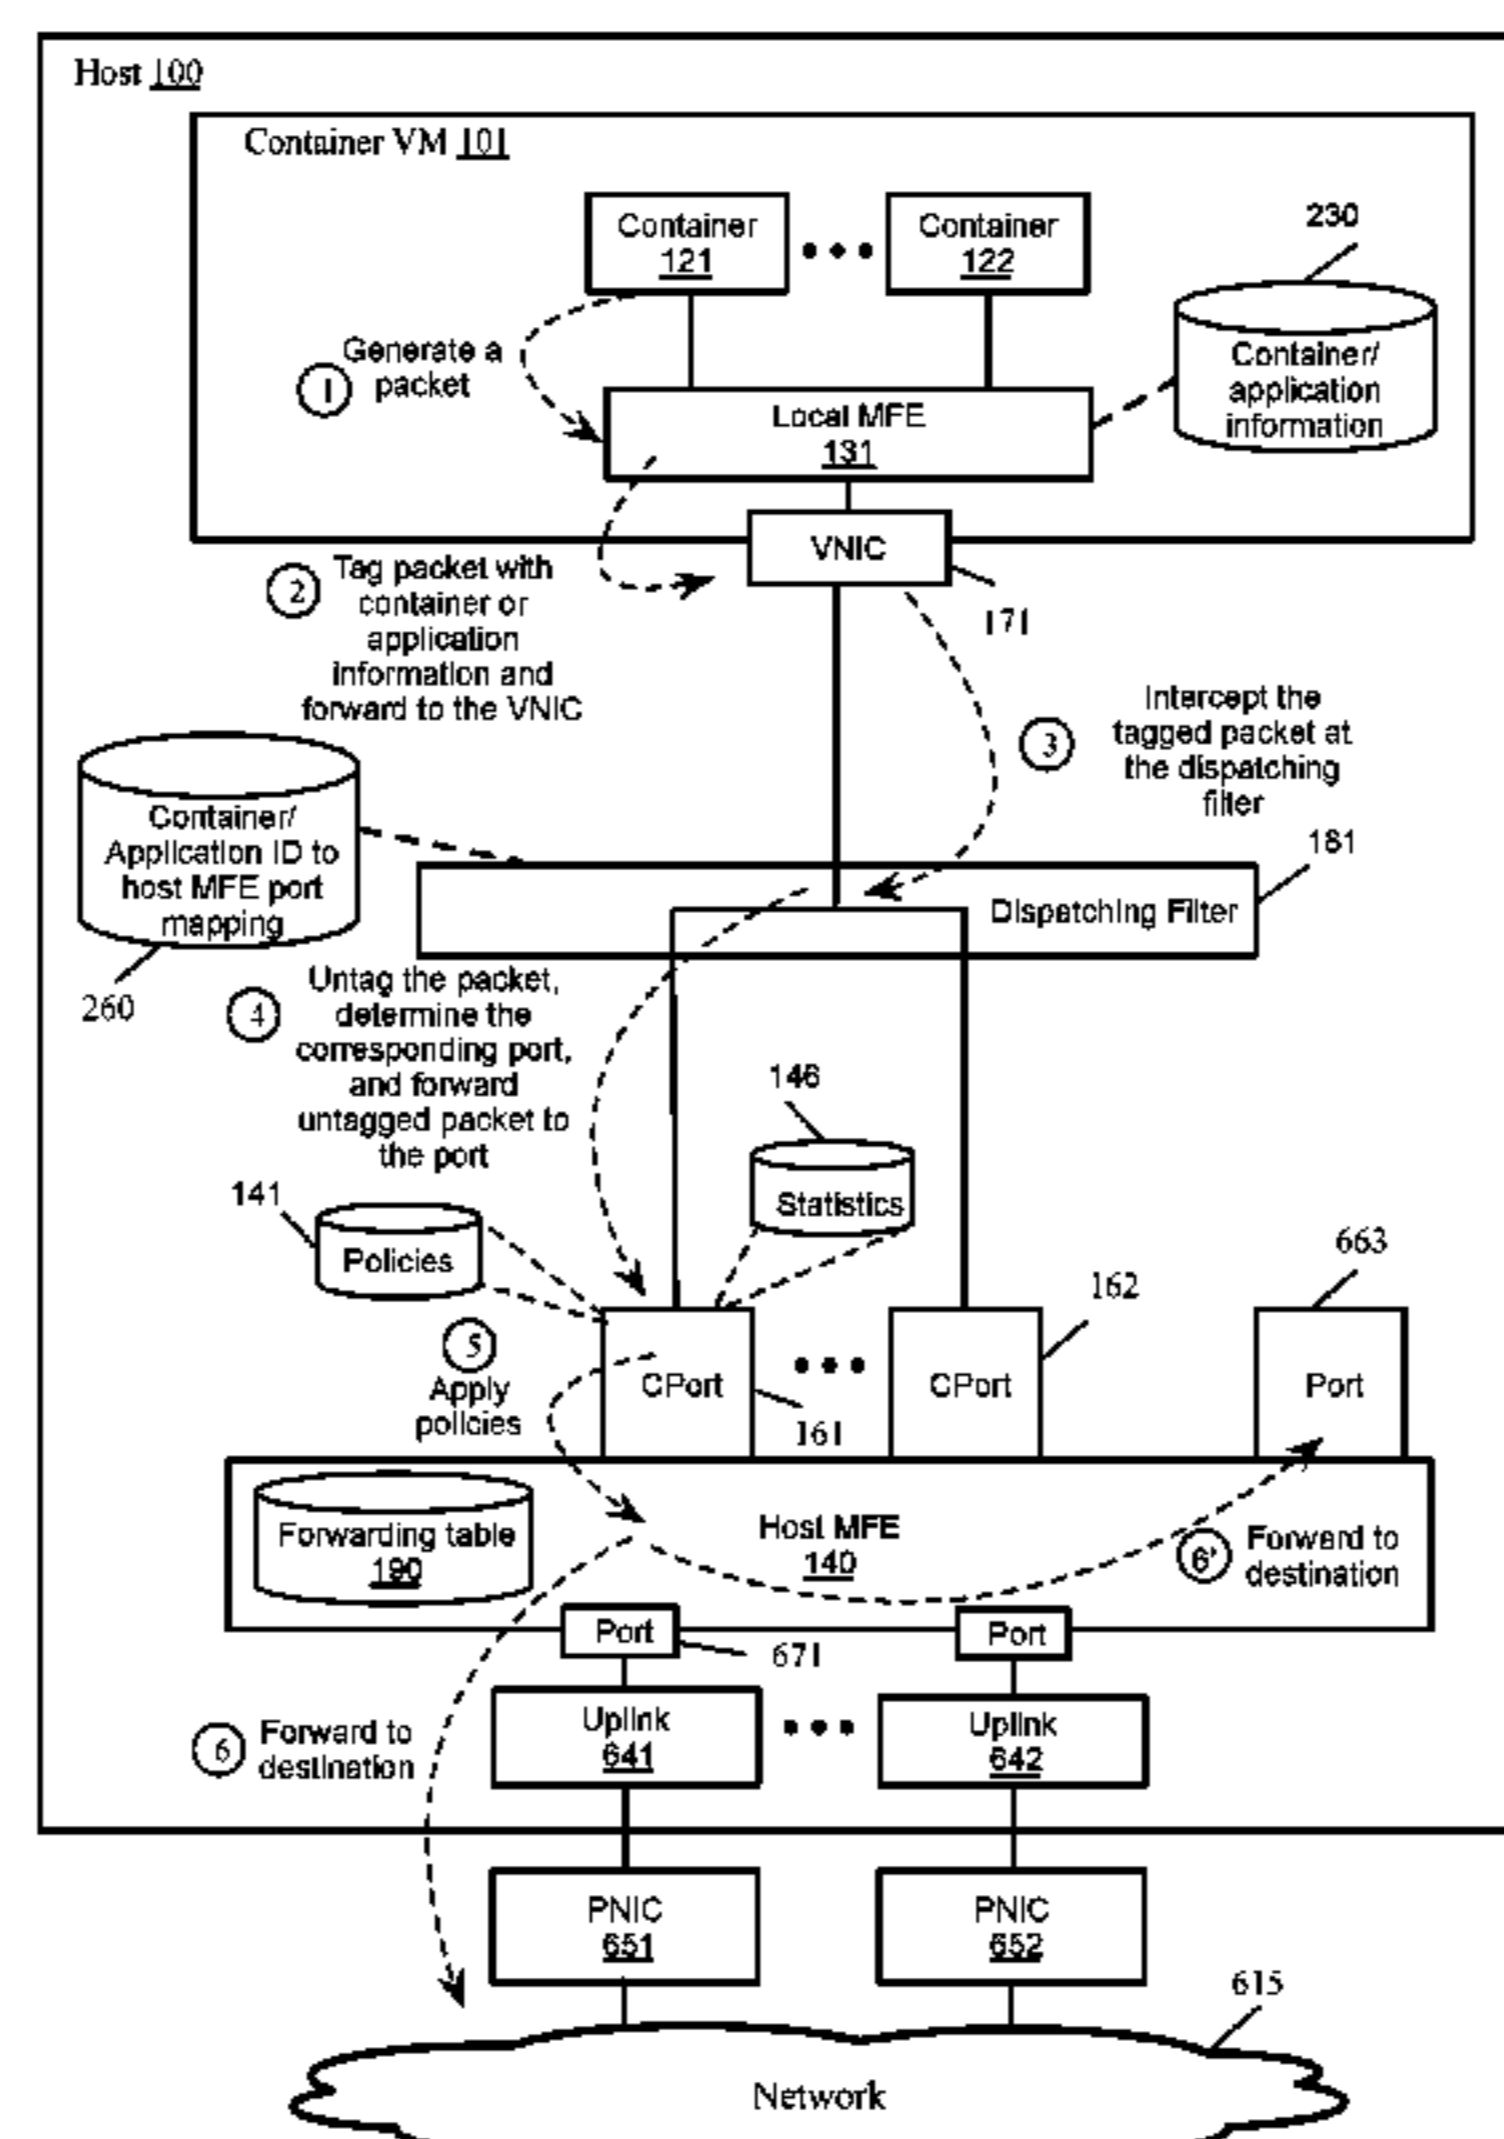 Host 100
Container VM 101
Container
121
Container
122
230
Container/
application
information
1
Generate a
packet
Local MFE
131
VNIC
171
2
Tag packet with
container or
application
information and
forward to the VNIC
3
Intercept the
tagged packet at
the dispatching
filter
Container/
Application ID to
host MFE port
mapping
260
181
Dispatching Filter
4
Untag the packet,
determine the
corresponding port,
and forward
untagged packet to
the port
146
Statistics
141
Policies
663
162
5
Apply
policies
CPort
161
CPort
Port
Forwarding table
190
Host MFE
140
6'
Forward to
destination
Port
671
Port
6
Forward to
destination
Uplink
641
Uplink
642
PNIC
651
PNIC
652
615
Network